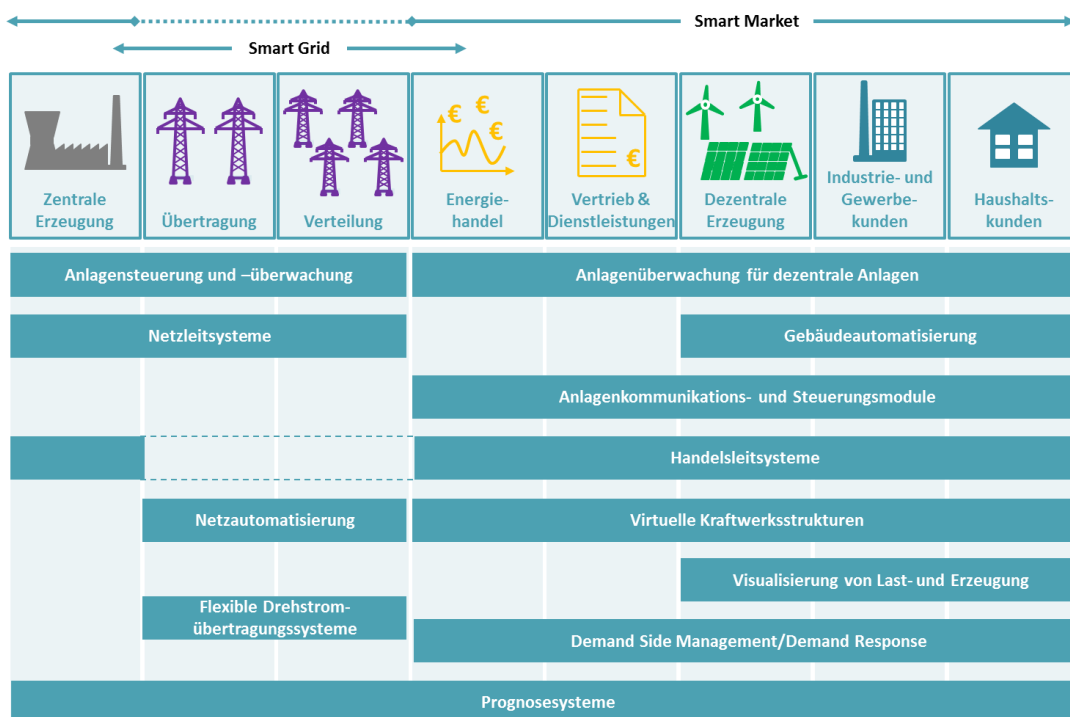 Smart Market
Smart Grid
€
€
€
€
Zentrale
Erzeugung
Übertragung
Verteilung
Energie-
handel
Vertrieb &
Dienstleistungen
Dezentrale
Erzeugung
Industrie- und
Gewerbe-
kunden
Haushalts-
kunden
Anlagensteuerung und –überwachung
Anlagenüberwachung für dezentrale Anlagen
Netzleitsysteme
Gebäudeautomatisierung
Anlagenkommunikations- und Steuerungsmodule
Handelsleitsysteme
Netzautomatisierung
Virtuelle Kraftwerksstrukturen
Visualisierung von Last- und Erzeugung
Flexible Drehstrom-
übertragungssysteme
Demand Side Management/Demand Response
Prognosesysteme